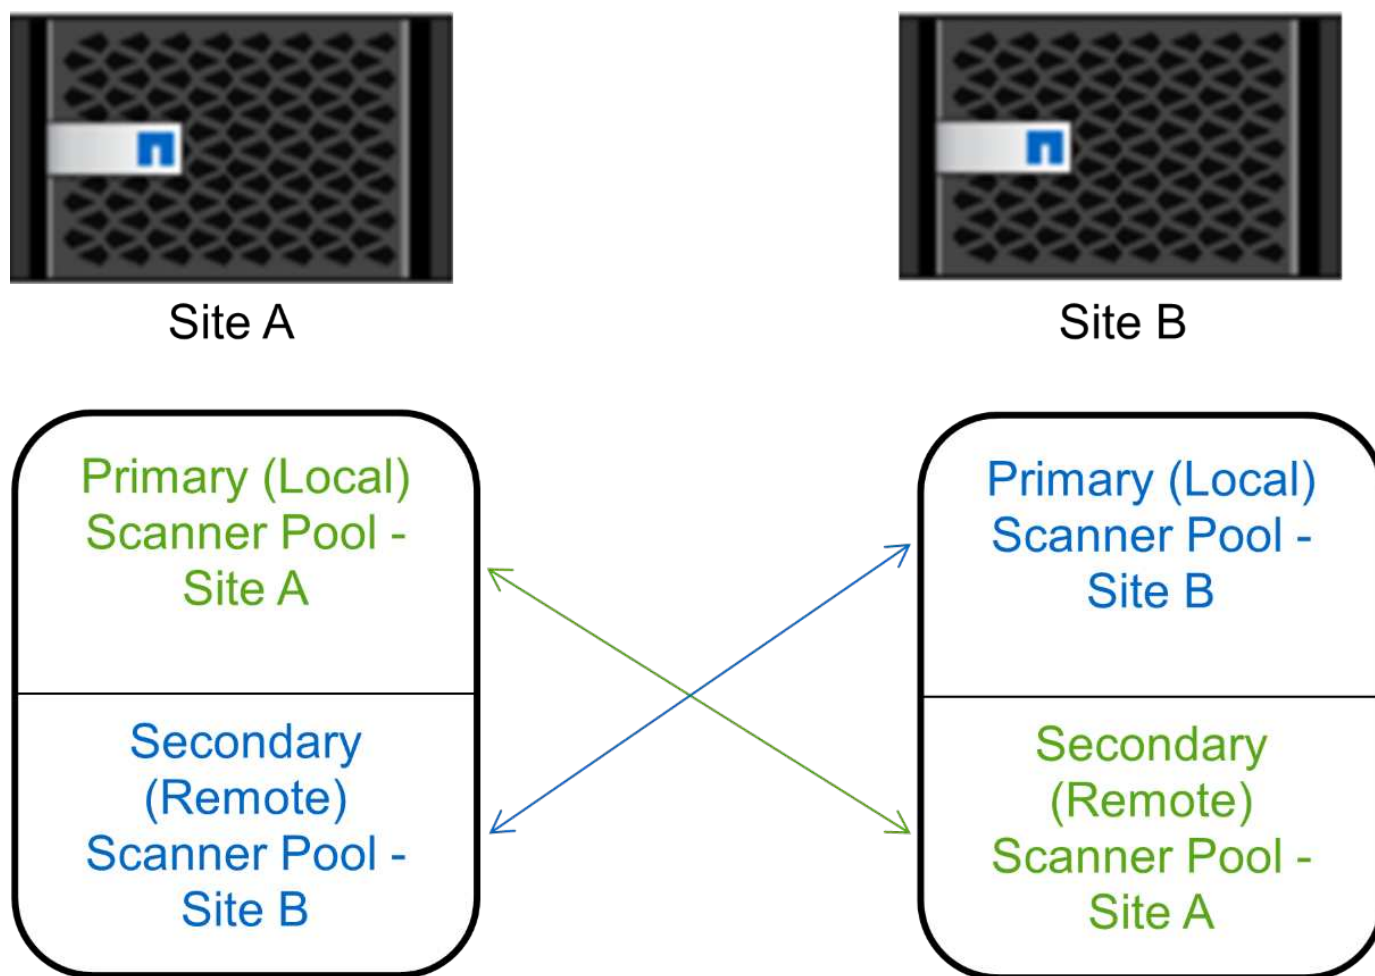 Site A
Site B
Primary (Local)
Scanner Pool -
Site A
Secondary
(Remote)
Scanner Pool -
Site B
Primary (Local)
Scanner Pool -
Site B
Secondary
(Remote)
Scanner Pool -
Site A